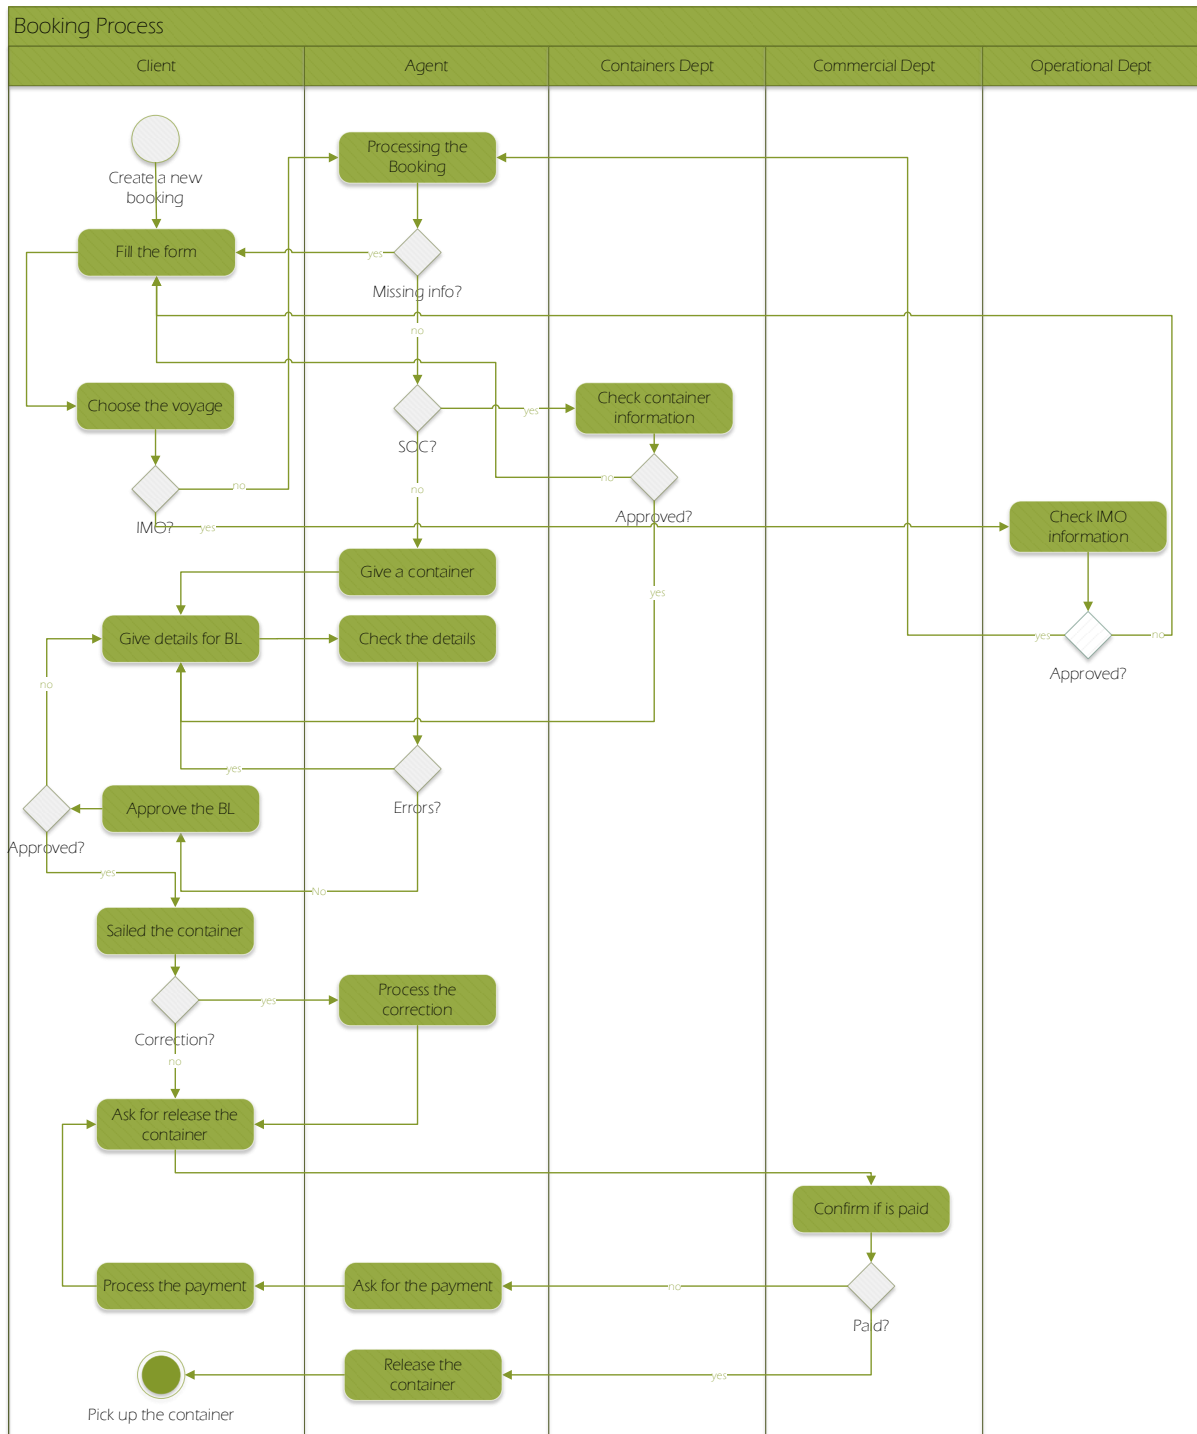 Booking Process
Client
Agent
Containers Dept
Commercial Dept
Operational Dept
Create a new
booking
Processing the
Booking
Fill the form
yes
Missing info?
no
Choose the voyage
SOC?
yes
Check container
information
no
IMO?
yes
no
no
Approved?
Check IMO
information
Give a container
yes
Give details for BL
Check the details
yes
no
Approved?
no
yes
Errors?
Approve the BL
Approved?
yes
No
Sailed the container
Correction?
yes
Process the
correction
no
Ask for release the
container
Confirm if is paid
Process the payment
Ask for the payment
no
Paid?
Release the
container
yes
Pick up the container